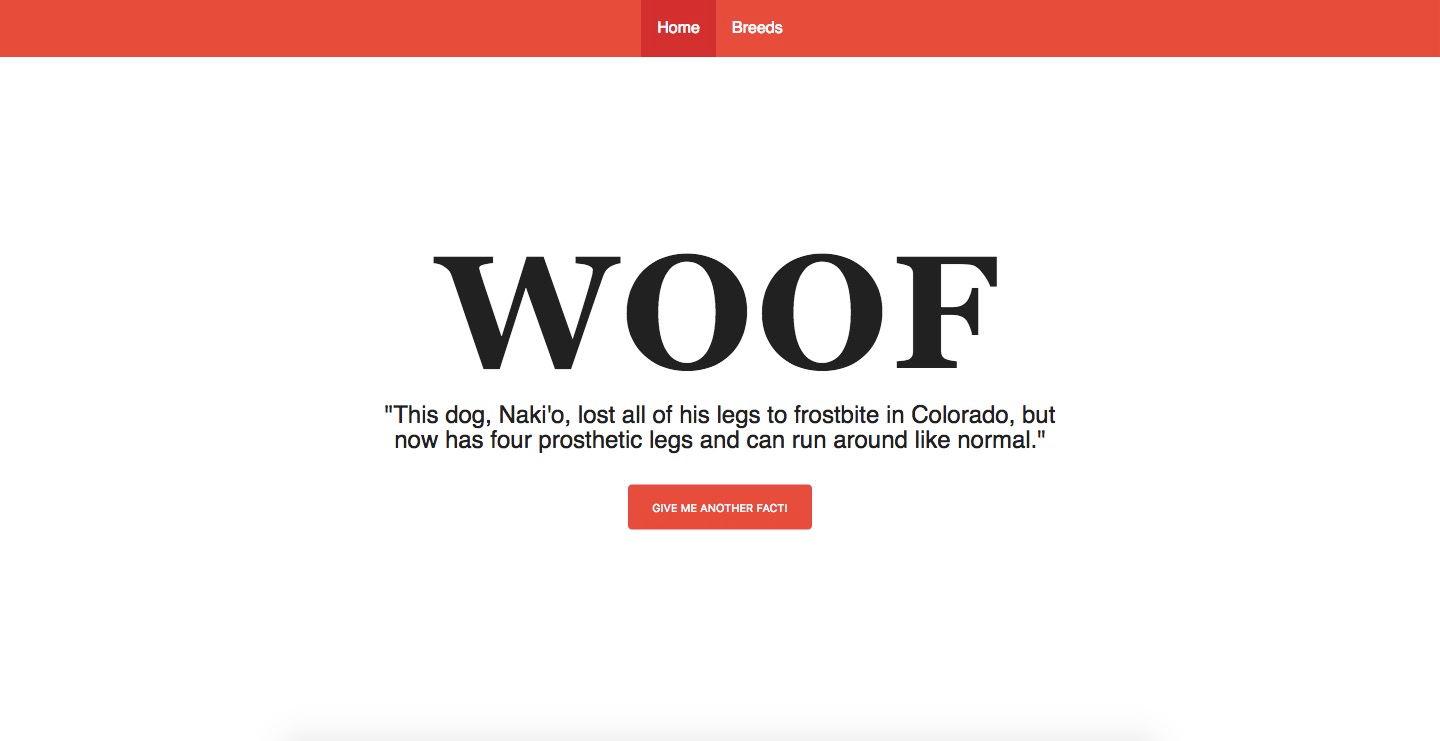 Home Breeds
WOOF
"This dog, Naki'o, lost all of his legs to frostbite in Colorado, but
now has four prosthetic legs and can run around like normal."
GIVE ME ANOTHER FACT!